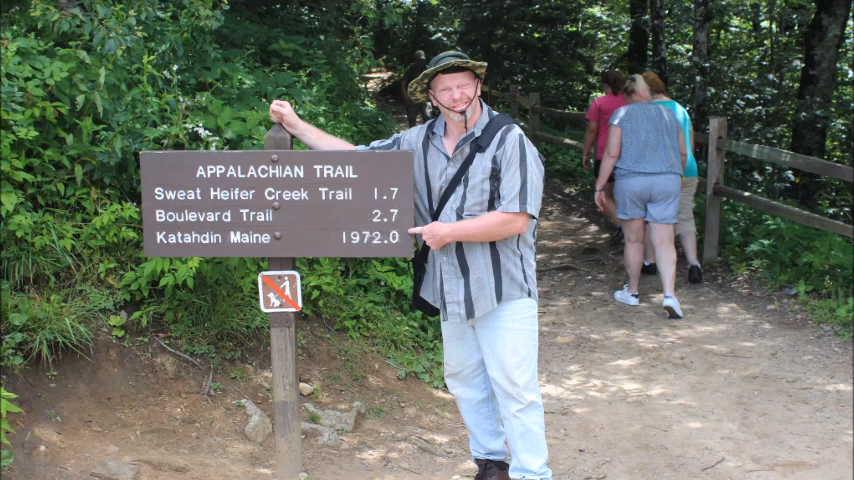 APPALACHIAN TRAIL
Sweat Heifer Creek Trail 1.7
Boulevard Trail 2.7
Katahdin Maine 1972.0